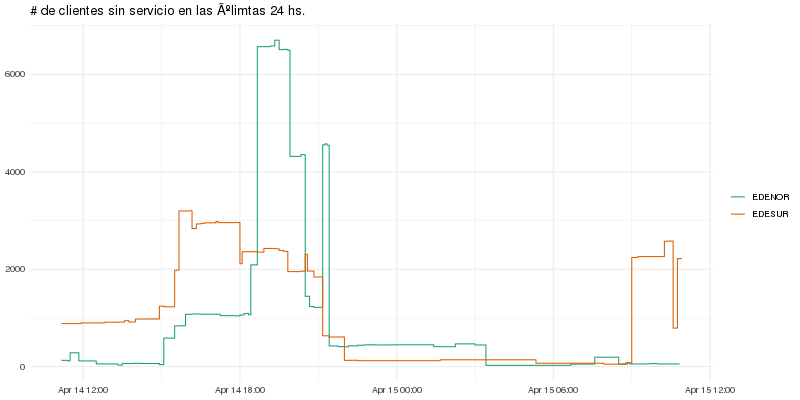 # de clientes sin servicio en las Ãºlimtas 24 hs.
6000
4000
2000
0
Apr 14 12:00
Apr 14 18:00
Apr 15 00:00
Apr 15 06:00
Apr 15 12:00
EDENOR
EDESUR